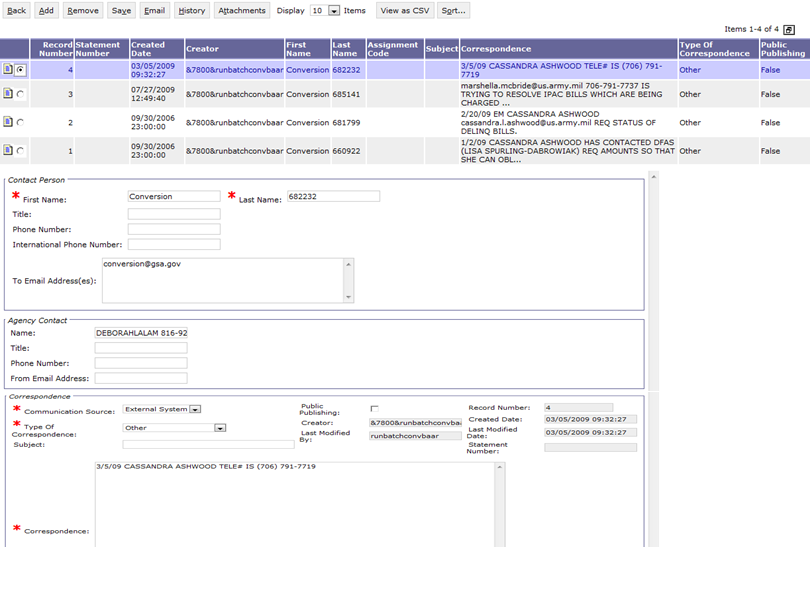 Back Add Remove Save Email History Attachments Display 10 Items View as CSV Sort...
Items 1-4 of 4
Record Number Statement Number Created Date Creator First Name Last Name Assignment Code Subject Correspondence Type Of Correspondence Public Publishing
4 03/05/2009 09:32:27 &7800&runbatchconvbaar Conversion 682232 3/5/09 CASSANDRA ASHWOOD TELE# IS (706) 791-7719 Other False
3 07/27/2009 12:49:40 &7800&runbatchconvbaar Conversion 685141 marshella.mcbride@us.army.mil 706-791-7737 IS TRYING TO RESOLVE IPAC BILLS WHICH ARE BEING CHARGED ... Other False
2 09/30/2006 23:00:00 &7800&runbatchconvbaar Conversion 681799 2/20/09 EM CASSANDRA ASHWOOD cassandra.l.ashwood@us.army.mil REQ STATUS OF DELINQ BILLS. Other False
1 09/30/2006 23:00:00 &7800&runbatchconvbaar Conversion 660922 1/2/09 CASSANDRA ASHWOOD HAS CONTACTED DFAS (LISA SPURLING-DABROWIAK) REQ AMOUNTS SO THAT SHE CAN OBL... Other False
Contact Person
* First Name: Conversion * Last Name: 682232
Title:
Phone Number:
International Phone Number:
To Email Address(es): conversion@gsa.gov
Agency Contact
Name: DEBORAHLALAM 816-92
Title:
Phone Number:
From Email Address:
Correspondence
* Communication Source: External System Public Publishing: Record Number: 4
* Type Of Correspondence: Other Creator: &7800&runbatchconvbaa Created Date: 03/05/2009 09:32:27
Last Modified By: runbatchconvbaar Last Modified Date: 03/05/2009 09:32:27
Subject: Statement Number:
3/5/09 CASSANDRA ASHWOOD TELE# IS (706) 791-7719
* Correspondence: